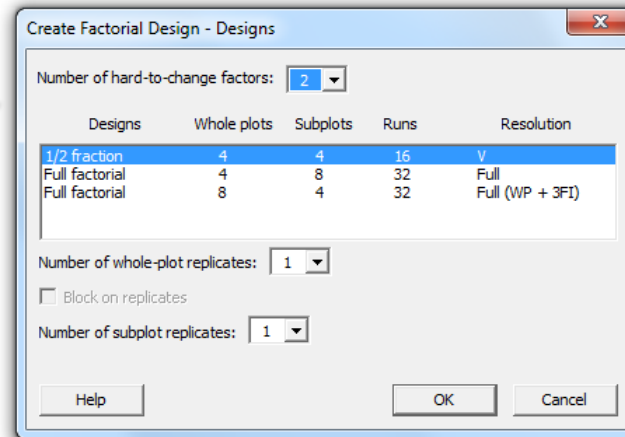 Create Factorial Design - Designs
Number of hard-to-change factors: 2
Designs Whole plots Subplots Runs Resolution
1/2 fraction 4 4 16 V
Full factorial 4 8 32 Full
Full factorial 8 4 32 Full (WP + 3FI)
Number of whole-plot replicates: 1
Block on replicates
Number of subplot replicates: 1
Help OK Cancel